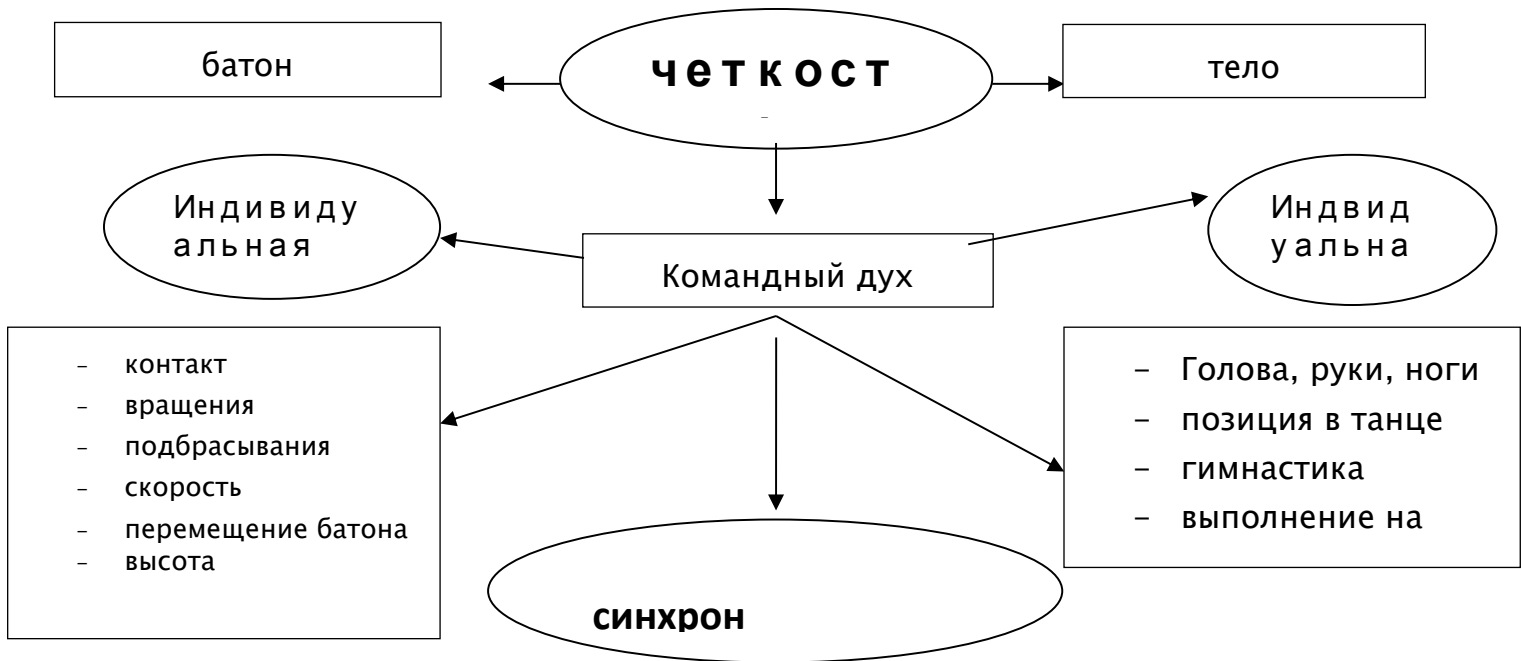 батон
четкост
тело
Индивиду
альная
Индвид
уальна
Командный дух
– контакт
– вращения
– подбрасывания
– скорость
– перемещение батона
– высота
– Голова, руки, ноги
– позиция в танце
– гимнастика
– выполнение на
синхрон